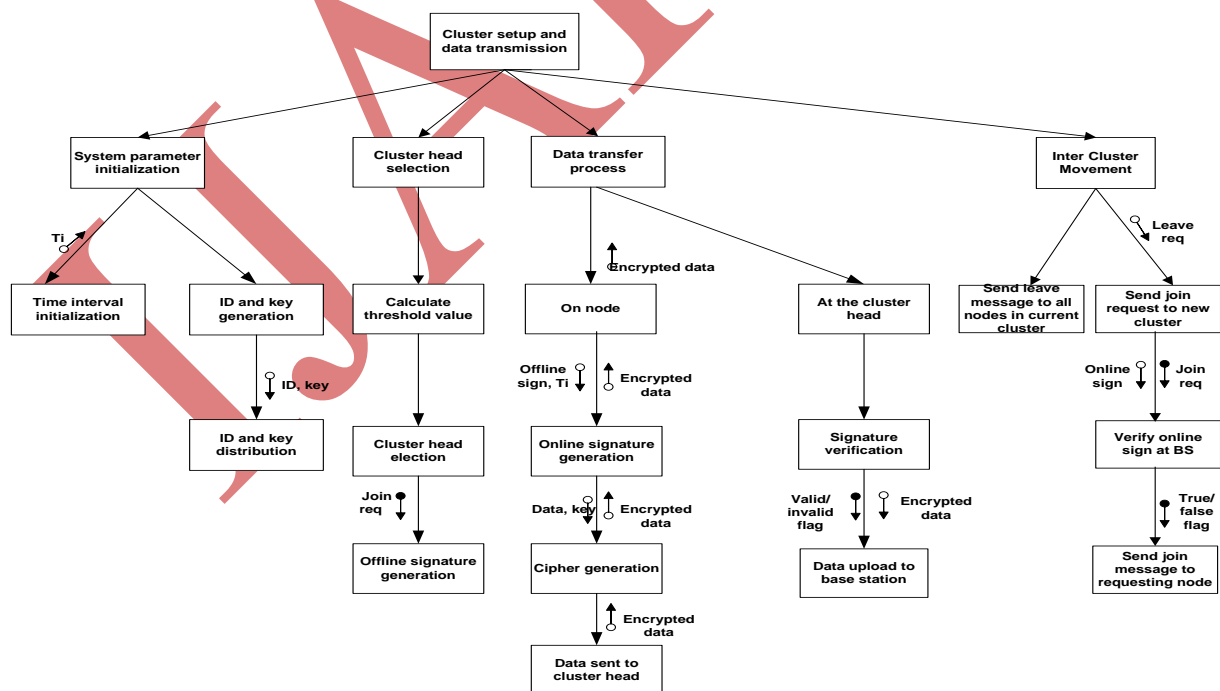 Cluster setup and
data transmission
System parameter
initialization
Cluster head
selection
Data transfer
process
Inter Cluster
Movement
Ti
Leave
req
Encrypted data
Time interval
initialization
ID and key
generation
Calculate
threshold value
On node
At the cluster
head
Send leave
message to all
nodes in current
cluster
Send join
request to new
cluster
ID, key
Offline
sign, Ti
Encrypted
data
Online
sign
Join
req
ID and key
distribution
Cluster head
election
Online signature
generation
Signature
verification
Verify online
sign at BS
Join
req
Data, key
Encrypted
data
Valid/
invalid
flag
Encrypted
data
True/
false
flag
Offline signature
generation
Cipher generation
Data upload to
base station
Send join
message to
requesting node
Encrypted
data
Data sent to
cluster head